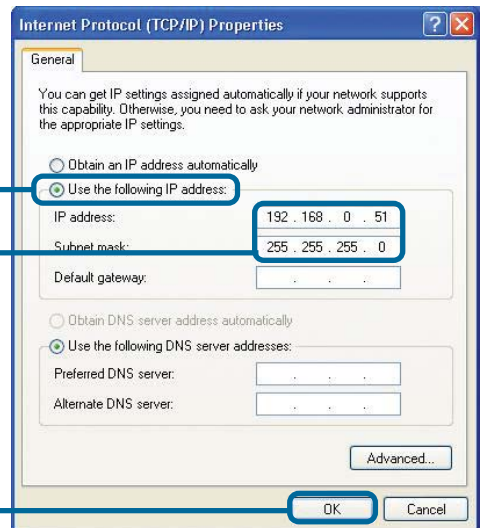 Internet Protocol (TCP/IP) Properties
General
You can get IP settings assigned automatically if your network supports
this capability. Otherwise, you need to ask your network administrator for
the appropriate IP settings.
Obtain an IP address automatically
Use the following IP address:
IP address: 192 . 168 . 0 . 51
Subnet mask: 255 . 255 . 255 . 0
Default gateway: . . .
Obtain DNS server address automatically
Use the following DNS server addresses:
Preferred DNS server: . . .
Alternate DNS server: . . .
Advanced...
OK Cancel